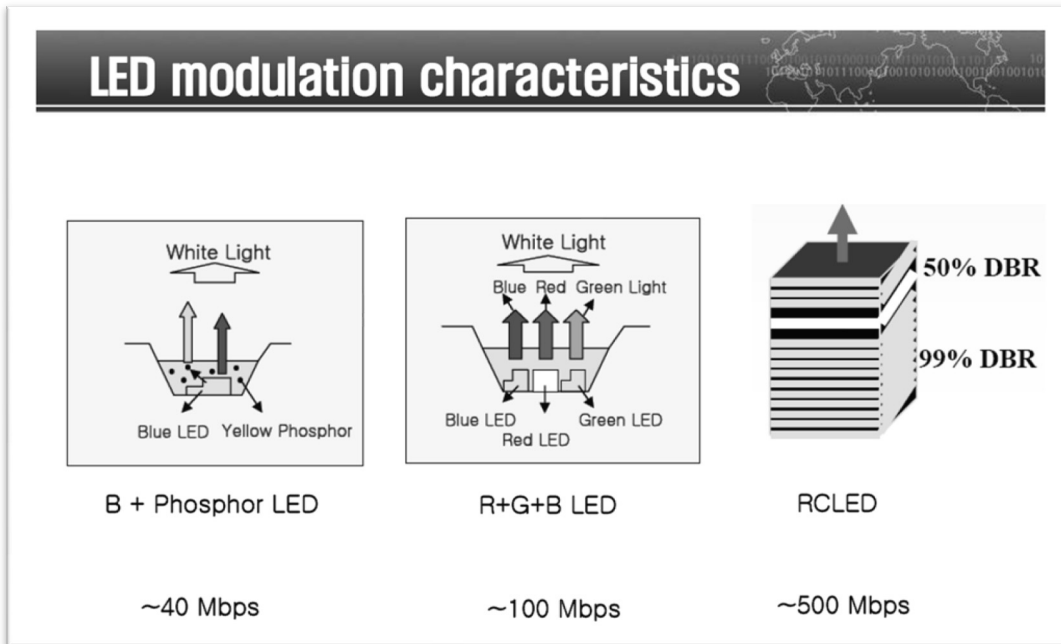 LED modulation characteristics
White Light
Blue LED
Yellow Phosphor
B + Phosphor LED
~40 Mbps
White Light
Blue Red Green Light
Blue LED
Red LED
Green LED
R+G+B LED
~100 Mbps
50% DBR
99% DBR
RCLED
~500 Mbps